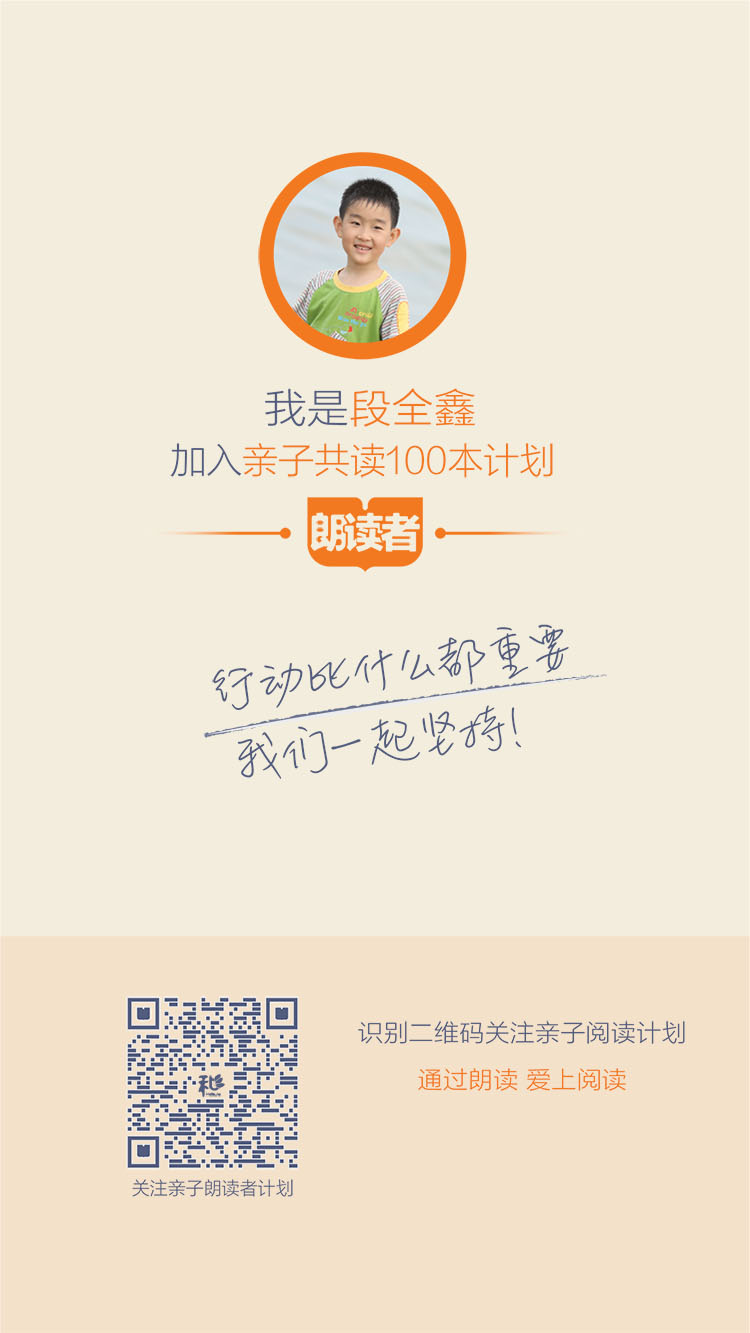 我是段全鑫
加入亲子共读100本计划
朗读者
行动比什么都重要
我们一起坚持!
识别二维码关注亲子阅读计划
通过朗读 爱上阅读
关注亲子朗读者计划